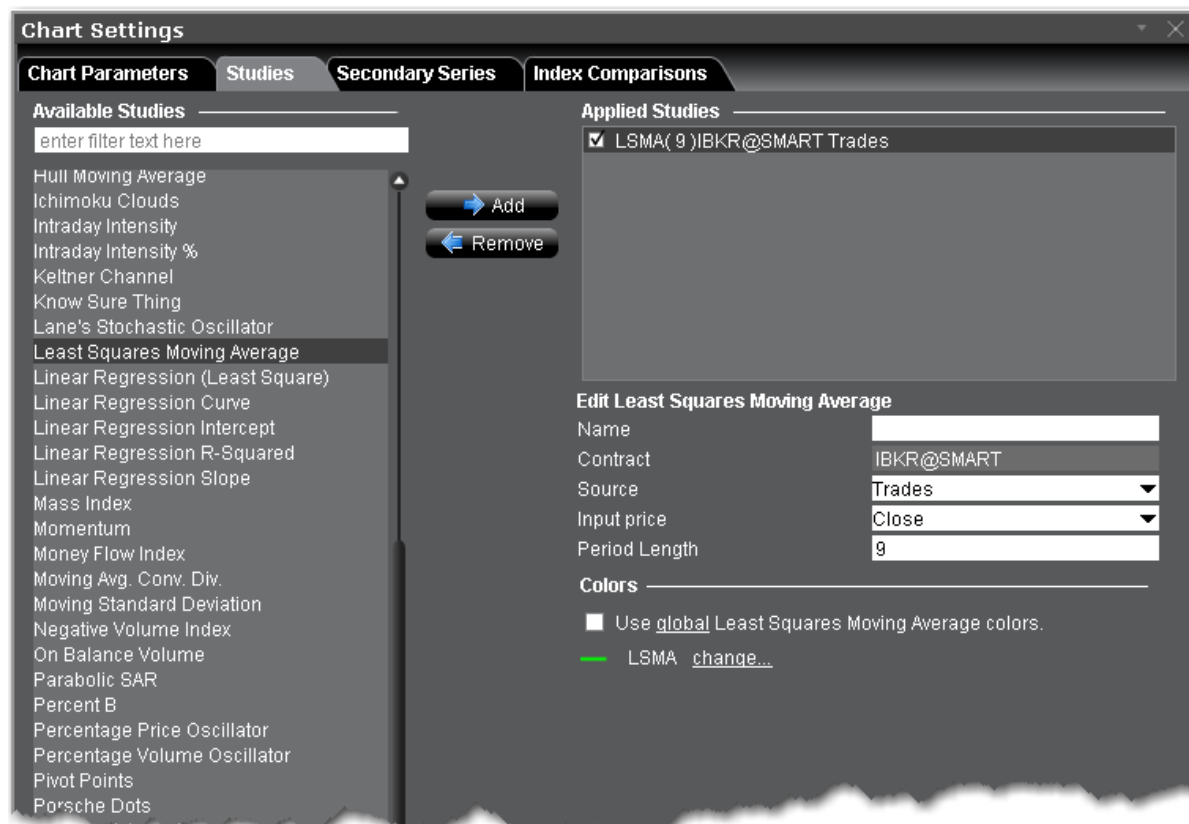 Chart Settings
Chart Parameters
Studies
Secondary Series
Index Comparisons
Available Studies
enter filter text here
Hull Moving Average
Ichimoku Clouds
Intraday Intensity
Intraday Intensity %
Keltner Channel
Know Sure Thing
Lane's Stochastic Oscillator
Least Squares Moving Average
Linear Regression (Least Square)
Linear Regression Curve
Linear Regression Intercept
Linear Regression R-Squared
Linear Regression Slope
Mass Index
Momentum
Money Flow Index
Moving Avg. Conv. Div.
Moving Standard Deviation
Negative Volume Index
On Balance Volume
Parabolic SAR
Percent B
Percentage Price Oscillator
Percentage Volume Oscillator
Pivot Points
Porsche Dots
Add
Remove
Applied Studies
LSMA( 9 )IBKR@SMART Trades
Edit Least Squares Moving Average
Name
Contract IBKR@SMART
Source Trades
Input price Close
Period Length 9
Colors
Use global Least Squares Moving Average colors.
LSMA change...